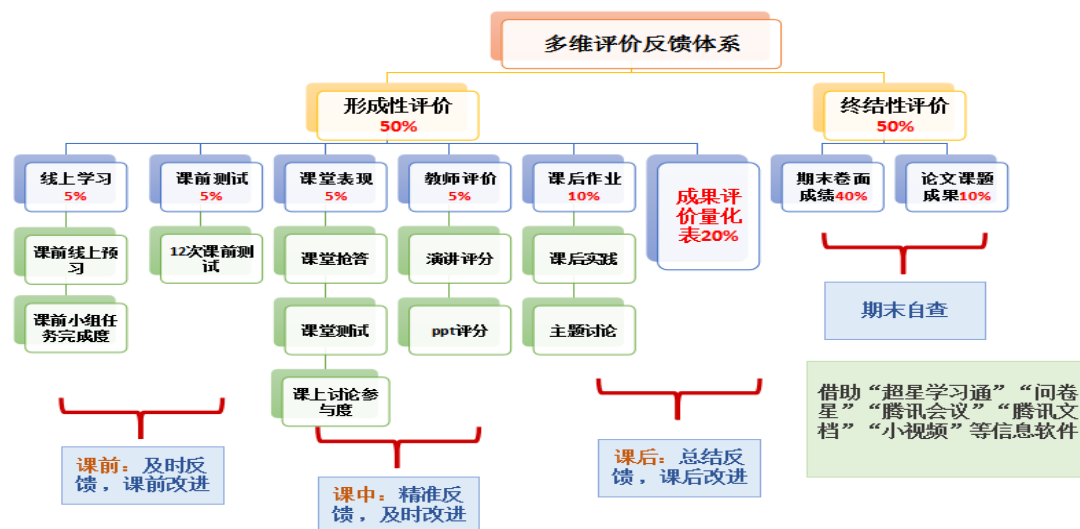 多维评价反馈体系
形成性评价
50%
终结性评价
50%
线上学习
5%
课前测试
5%
课堂表现
5%
教师评价
5%
课后作业
10%
成果评
价量化
表20%
期末卷面
成绩40%
论文课题
成果10%
课前线上预
习
12次课前测
试
课堂抢答
演讲评分
课后实践
课前小组任
务完成度
课堂测试
ppt评分
主题讨论
课上讨论参
与度
期末自查
借助“超星学习通”“问卷
星”“腾讯会议”“腾讯文
档”“小视频”等信息软件
课前：及时反
馈，课前改进
课中：精准反
馈，及时改进
课后：总结反
馈，课后改进